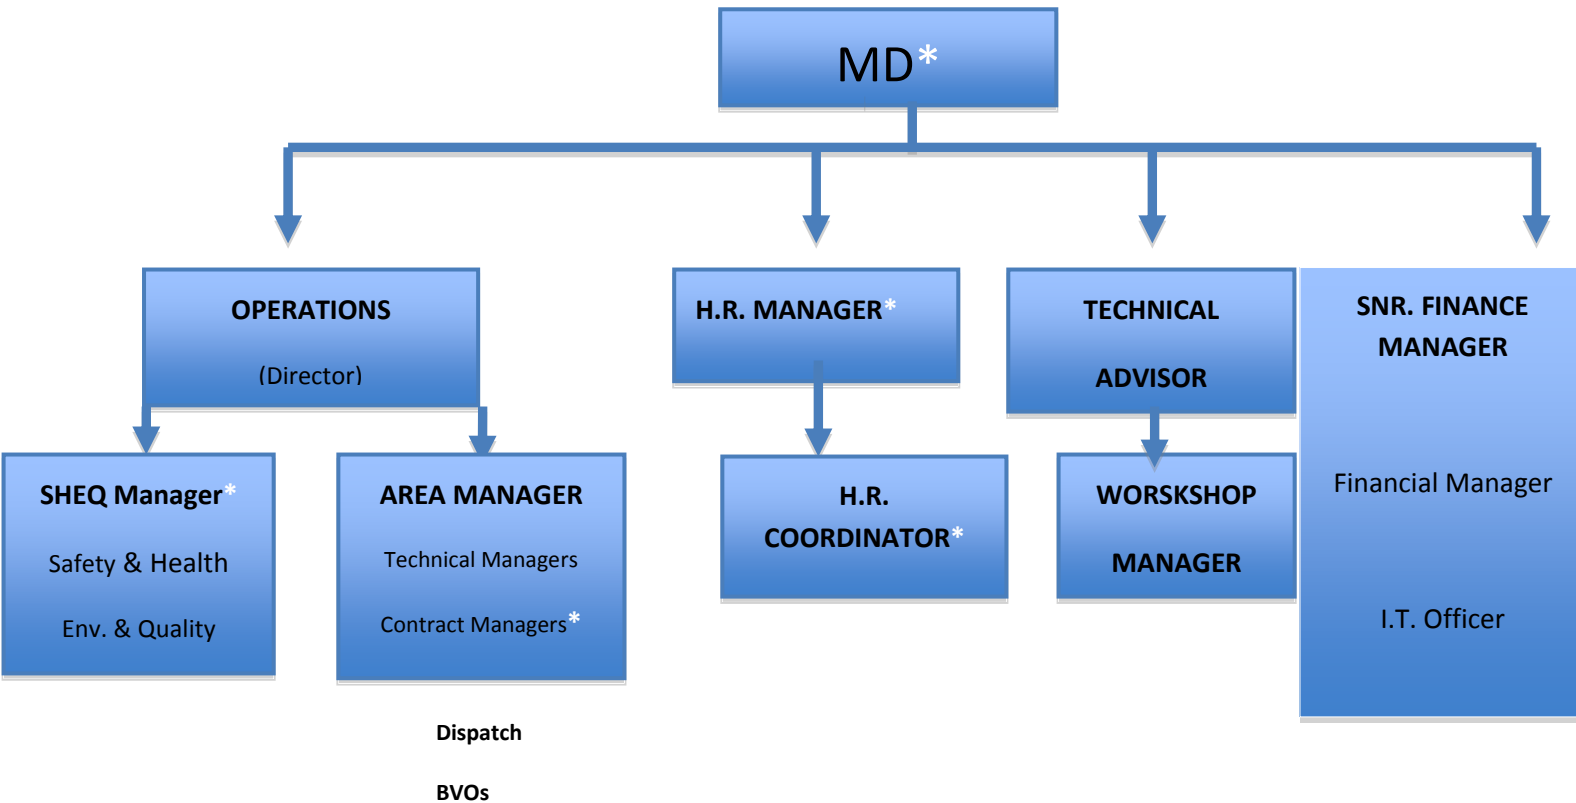 MD*
OPERATIONS
(Director)
H.R. MANAGER*
TECHNICAL
ADVISOR
SNR. FINANCE
MANAGER
Financial Manager
I.T. Officer
SHEQ Manager*
Safety & Health
Env. & Quality
AREA MANAGER
Technical Managers
Contract Managers*
H.R.
COORDINATOR*
WORSKSHOP
MANAGER
Dispatch
BVOs